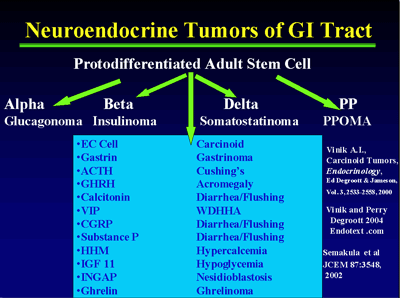 Neuroendocrine Tumors of GI Tract
Protodifferentiated Adult Stem Cell
Alpha Beta Delta PP
Glucagonoma Insulinoma Somatostatinoma PPOMA
•EC Cell Carcinoid
•Gastrin Gastrinoma
•ACTH Cushing's
•GHRH Acromegaly
•Calcitonin Diarrhea/Flushing
•VIP WDHHA
•CGRP Diarrhea/Flushing
•Substance P Diarrhea/Flushing
•HHM Hypercalcemia
•IGF 11 Hypoglycemia
•INGAP Nesidioblastosis
•Ghrelin Ghrelinoma
Vinik A.I.,
Carcinoid Tumors,
Endocrinology,
Ed Degroott & Jameson,
Vol. 3, 2533-2558, 2000
Vinik and Perry
Degroott 2004
Endotext .com
Semakula et al
JCEM 87:3548,
2002